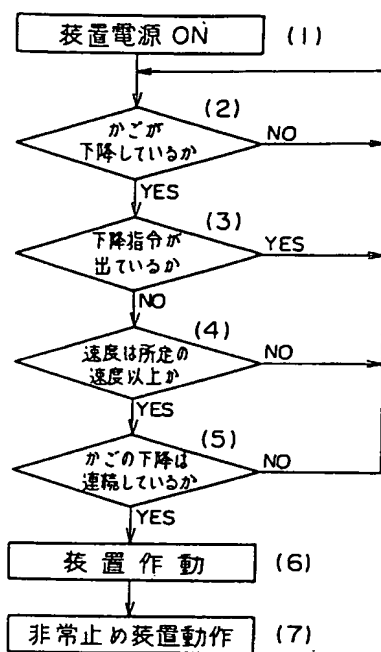 装置電源 ON (1)
(2)
かごが
下降しているか
NO
YES
(3)
下降指令が
出ているか
YES
NO
(4)
速度は所定の
速度以上か
NO
YES
(5)
かごの下降は
連続しているか
NO
YES
装置作動 (6)
非常止め装置動作 (7)